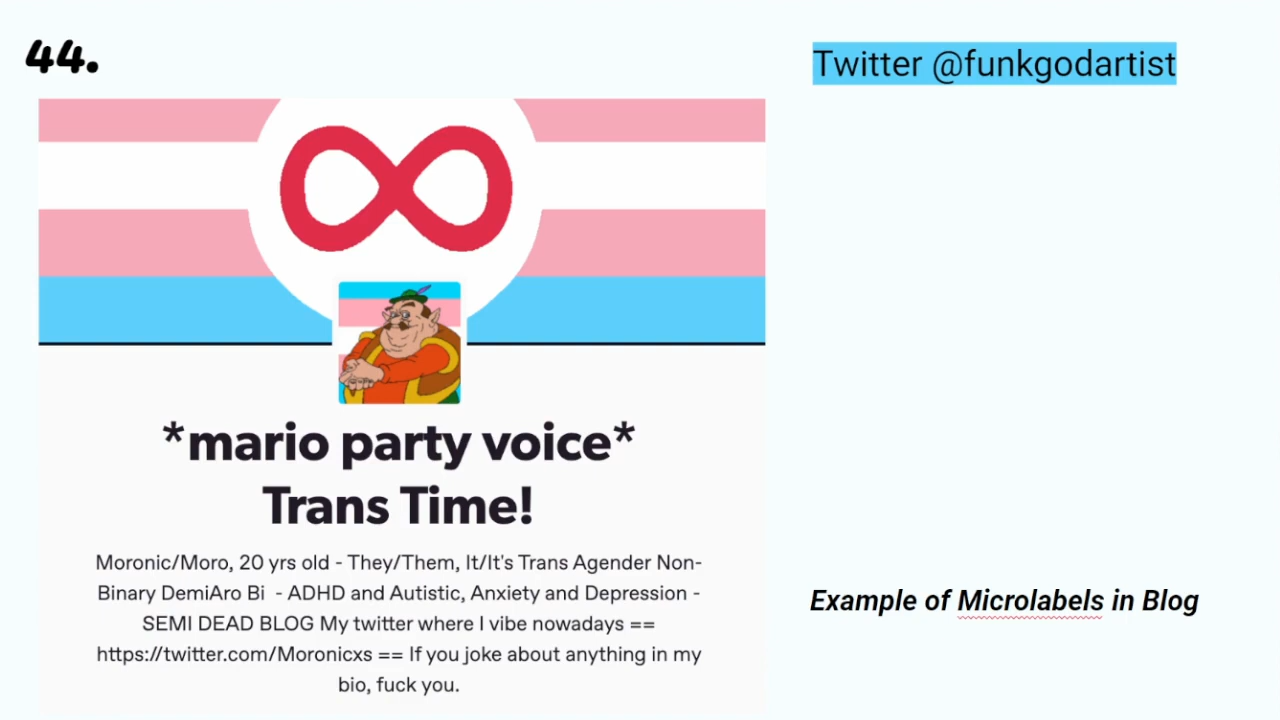 44.
Twitter @funkgodartist
*mario party voice*
Trans Time!
Moronic/Moro, 20 yrs old - They/Them, It/It's Trans Agender Non-
Binary DemiAro Bi - ADHD and Autistic, Anxiety and Depression -
SEMI DEAD BLOG My twitter where I vibe nowadays ==
https://twitter.com/Moronicxs == If you joke about anything in my
bio, fuck you.
Example of Microlabels in Blog